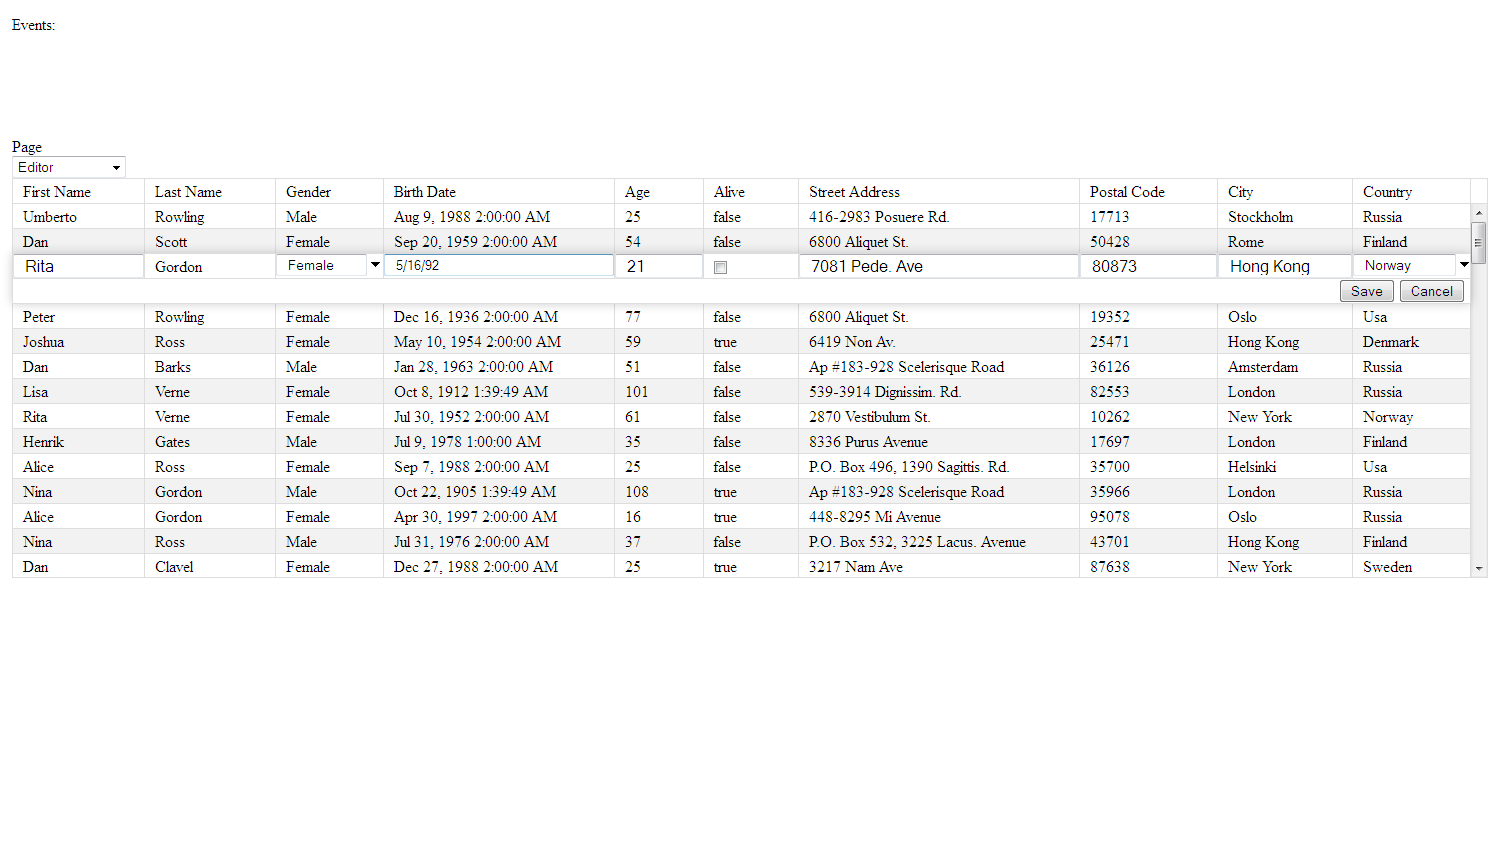 Events:
Page
Editor
First Name Last Name Gender Birth Date Age Alive Street Address Postal Code City Country
Umberto Rowling Male Aug 9, 1988 2:00:00 AM 25 false 416-2983 Posuere Rd. 17713 Stockholm Russia
Dan Scott Female Sep 20, 1959 2:00:00 AM 54 false 6800 Aliquet St. 50428 Rome Finland
Rita Gordon Female 5/16/92 21 7081 Pede. Ave 80873 Hong Kong Norway
Save Cancel
Peter Rowling Female Dec 16, 1936 2:00:00 AM 77 false 6800 Aliquet St. 19352 Oslo Usa
Joshua Ross Female May 10, 1954 2:00:00 AM 59 true 6419 Non Av. 25471 Hong Kong Denmark
Dan Barks Male Jan 28, 1963 2:00:00 AM 51 false Ap #183-928 Scelerisque Road 36126 Amsterdam Russia
Lisa Verne Female Oct 8, 1912 1:39:49 AM 101 false 539-3914 Dignissim. Rd. 82553 London Russia
Rita Verne Female Jul 30, 1952 2:00:00 AM 61 false 2870 Vestibulum St. 10262 New York Norway
Henrik Gates Male Jul 9, 1978 1:00:00 AM 35 false 8336 Purus Avenue 17697 London Finland
Alice Ross Female Sep 7, 1988 2:00:00 AM 25 false P.O. Box 496, 1390 Sagittis. Rd. 35700 Helsinki Usa
Nina Gordon Male Oct 22, 1905 1:39:49 AM 108 true Ap #183-928 Scelerisque Road 35966 London Russia
Alice Gordon Female Apr 30, 1997 2:00:00 AM 16 true 448-8295 Mi Avenue 95078 Oslo Russia
Nina Ross Male Jul 31, 1976 2:00:00 AM 37 false P.O. Box 532, 3225 Lacus. Avenue 43701 Hong Kong Finland
Dan Clavel Female Dec 27, 1988 2:00:00 AM 25 true 3217 Nam Ave 87638 New York Sweden